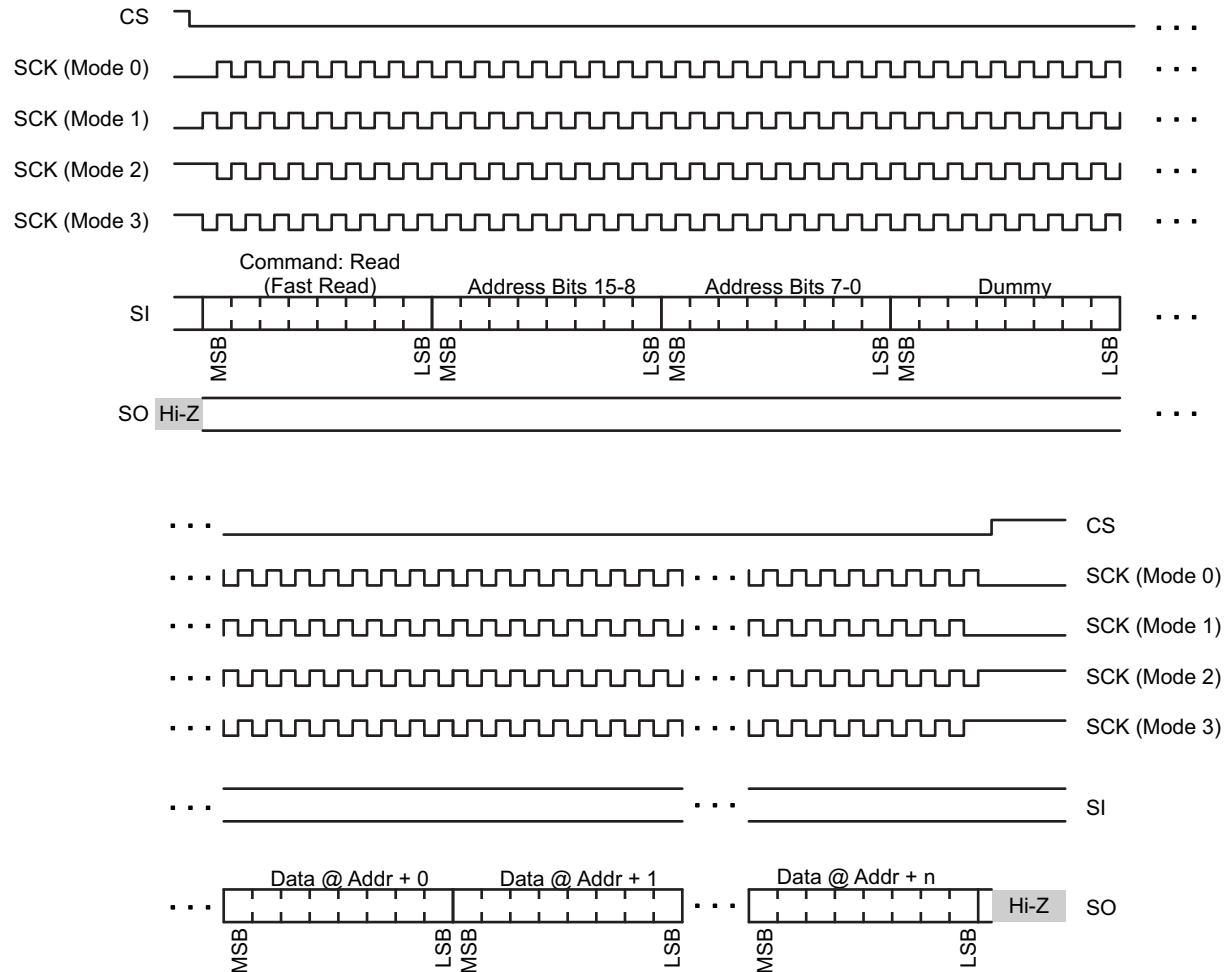 CS
. . .
SCK (Mode 0)
. . .
SCK (Mode 1)
. . .
SCK (Mode 2)
. . .
SCK (Mode 3)
. . .
Command: Read
(Fast Read) Address Bits 15-8 Address Bits 7-0 Dummy
SI
. . .
MSB LSB MSB LSB MSB LSB MSB LSB
SO Hi-Z
. . .
. . . CS
. . . . . . SCK (Mode 0)
. . . . . . SCK (Mode 1)
. . . . . . SCK (Mode 2)
. . . . . . SCK (Mode 3)
. . . . . . SI
Data @ Addr + 0 Data @ Addr + 1 Data @ Addr + n
. . . . . . Hi-Z SO
MSB LSB MSB LSB MSB LSB